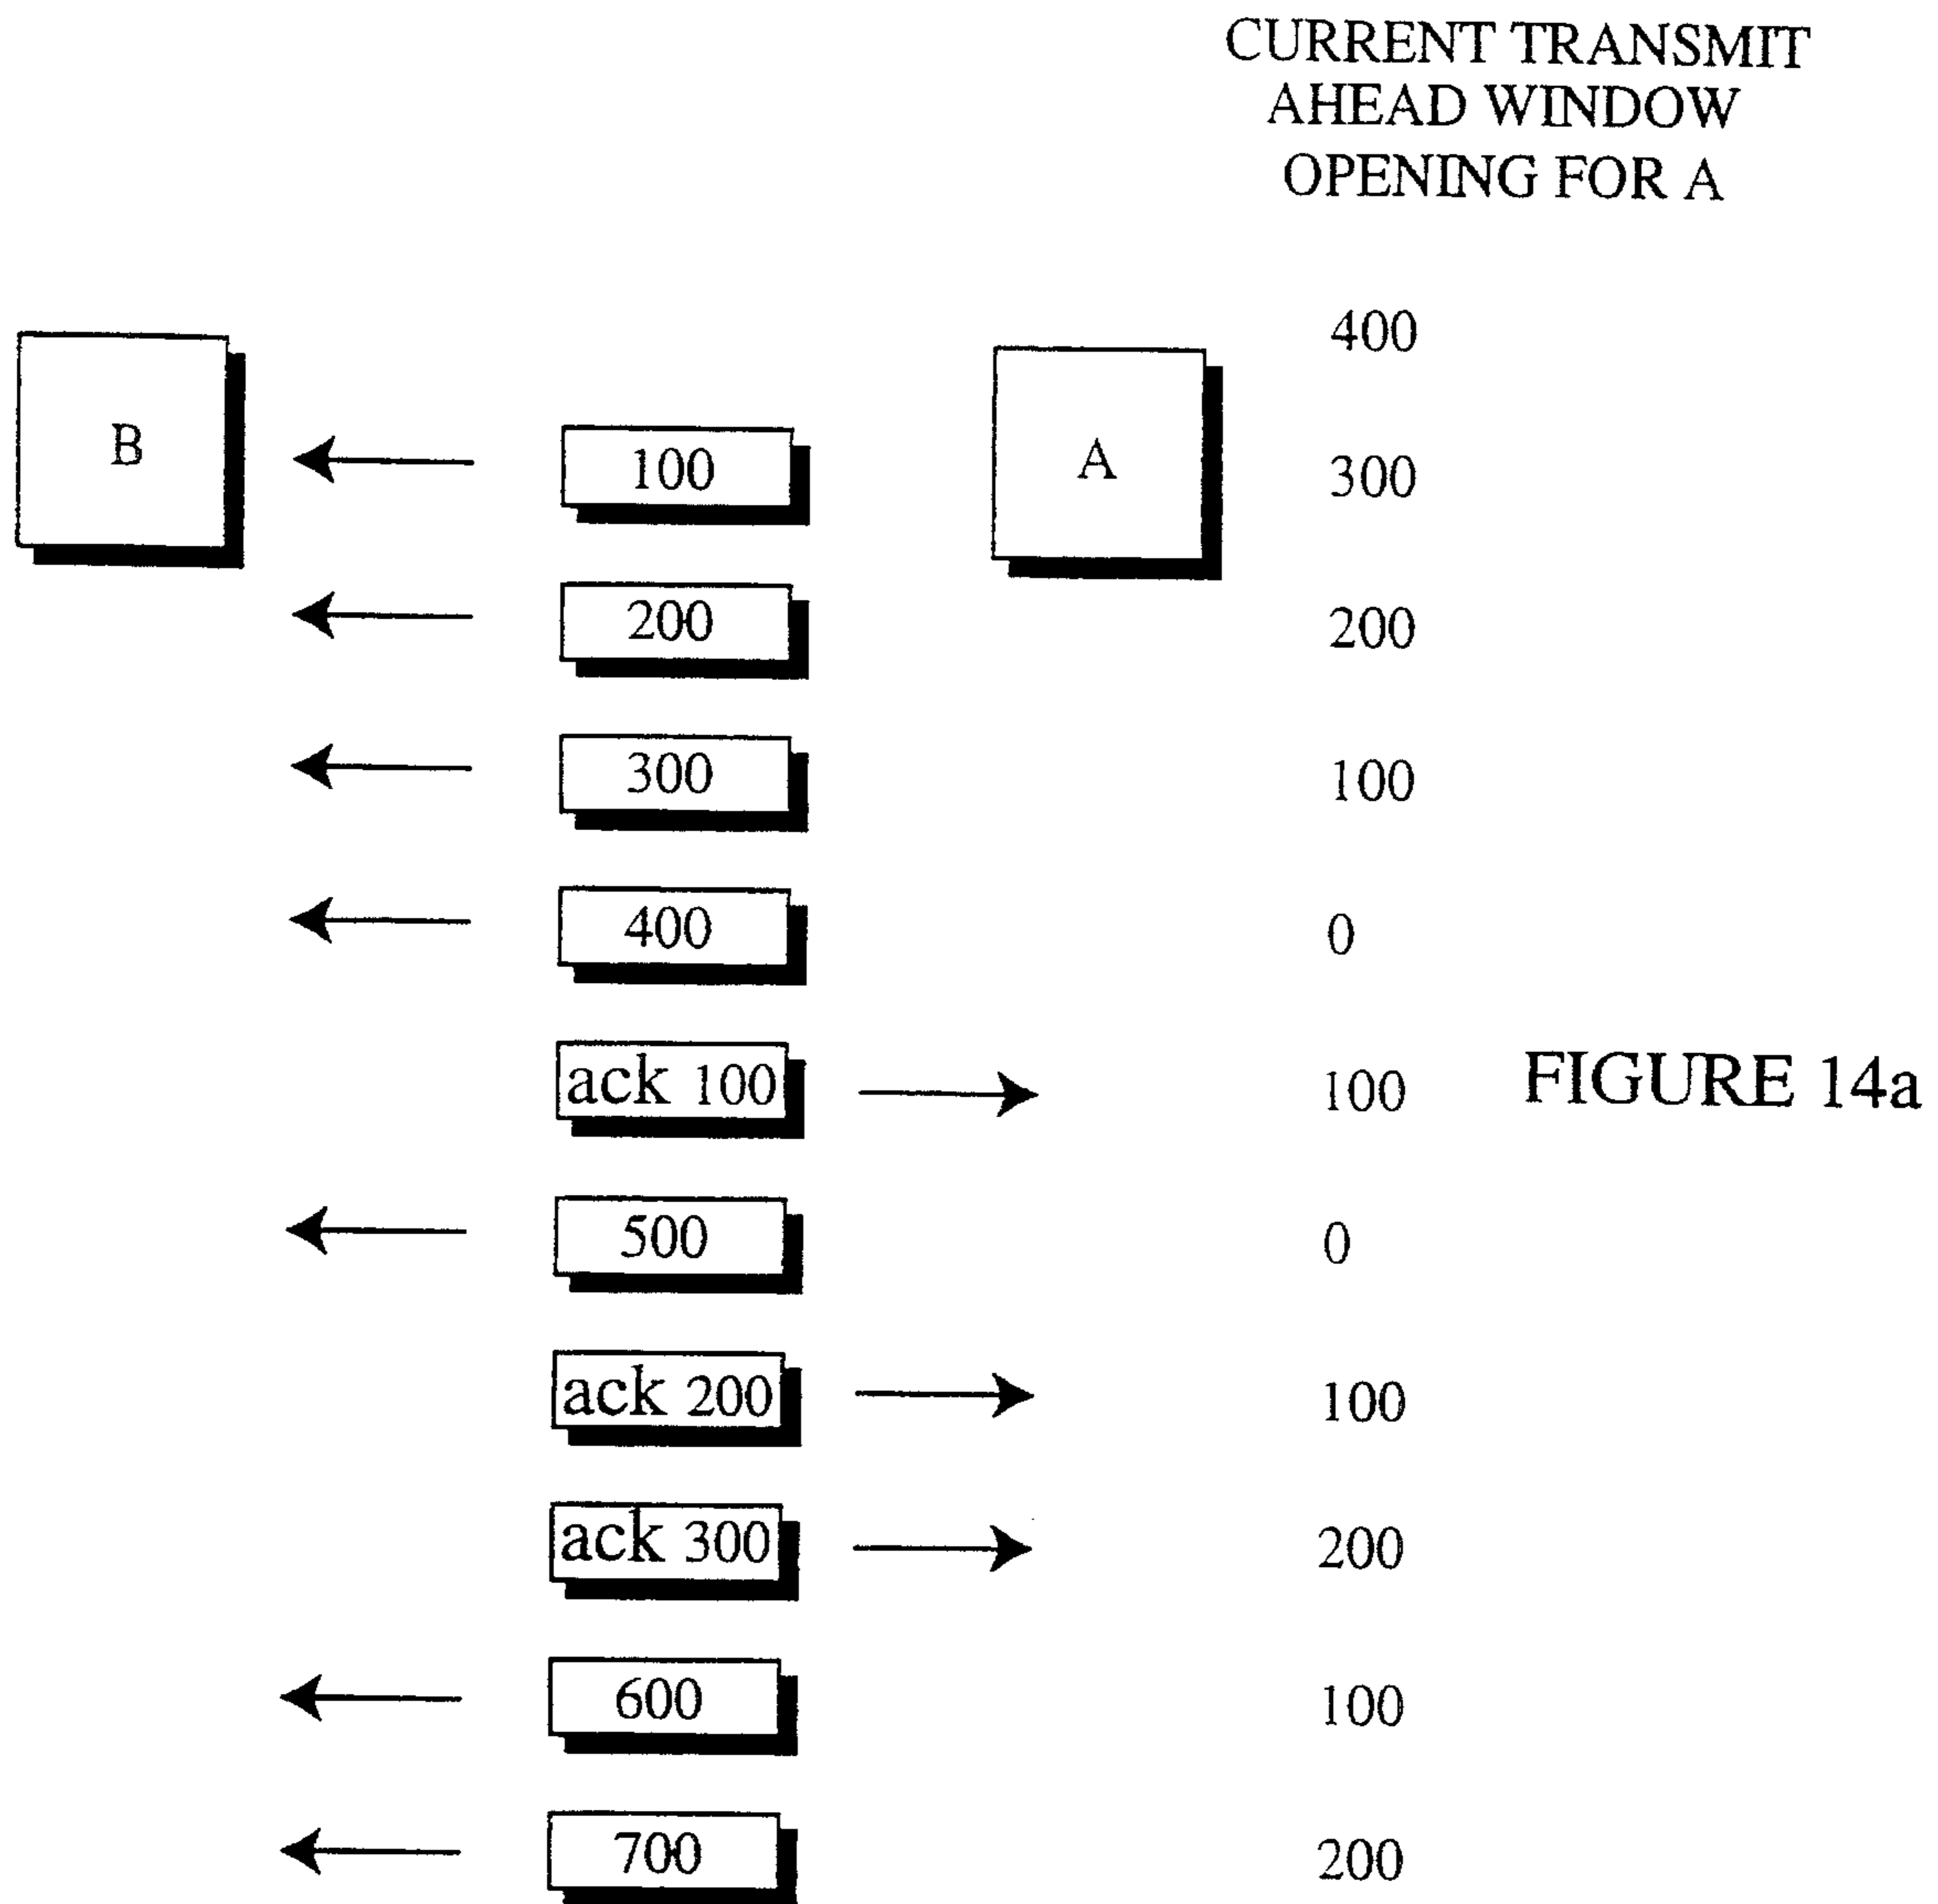 CURRENT TRANSMIT
AHEAD WINDOW
OPENING FOR A
400
B
100
A
300
200
200
300
100
400
0
ack 100
100
FIGURE 14a
500
0
ack 200
100
ack 300
200
600
100
700
200